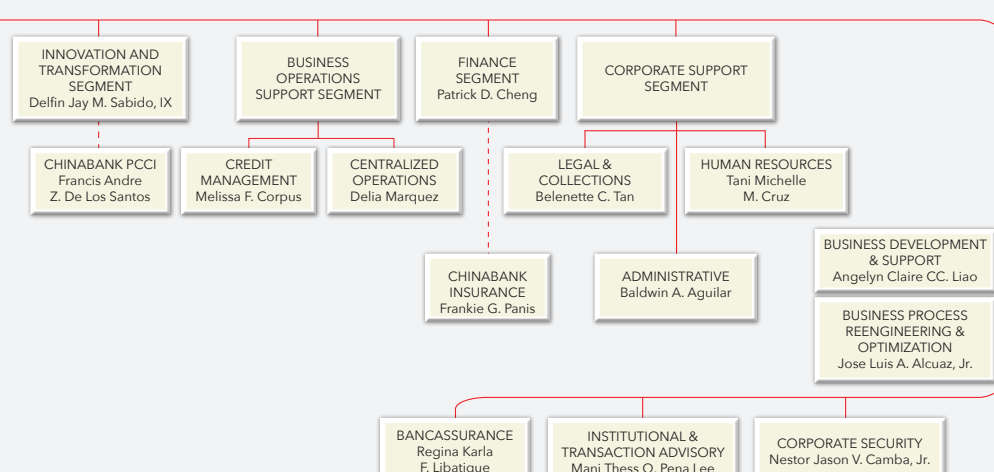 INNOVATION AND
TRANSFORMATION
SEGMENT
Delfin Jay M. Sabido, IX
BUSINESS
OPERATIONS
SUPPORT SEGMENT
FINANCE
SEGMENT
Patrick D. Cheng
CORPORATE SUPPORT
SEGMENT
CHINABANK PCCI
Francis Andre
Z. De Los Santos
CREDIT
MANAGEMENT
Melissa F. Corpus
CENTRALIZED
OPERATIONS
Delia Marquez
LEGAL &
COLLECTIONS
Belenette C. Tan
HUMAN RESOURCES
Tani Michelle
M. Cruz
CHINABANK
INSURANCE
Frankie G. Panis
ADMINISTRATIVE
Baldwin A. Aguilar
BUSINESS DEVELOPMENT
& SUPPORT
Angelyn Claire CC. Liao
BUSINESS PROCESS
REENGINEERING &
OPTIMIZATION
Jose Luis A. Alcuaz, Jr.
BANCASSURANCE
Regina Karla
F. Libatique
INSTITUTIONAL &
TRANSACTION ADVISORY
Mani Thess Q. Pena Lee
CORPORATE SECURITY
Nestor Jason V. Camba, Jr.